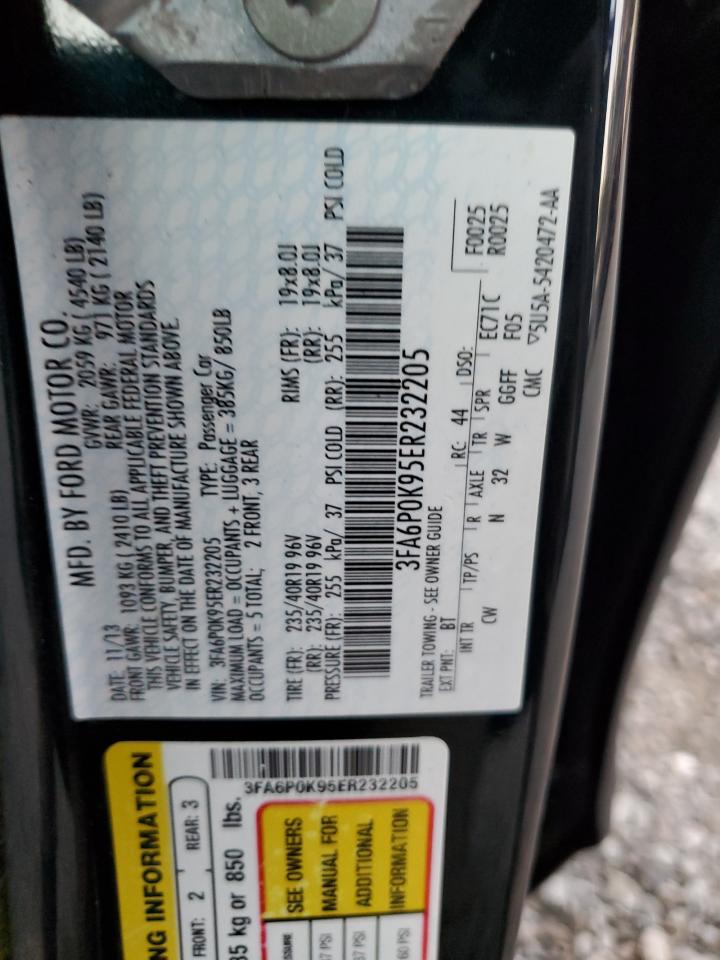 MFD. BY FORD MOTOR CO.
DATE: 11/13 GVWR: 2059 KG ( 4540 LB)
FRONT GAWR: 1093 KG ( 2410 LB) REAR GAWR: 971 KG ( 2140 LB)
THIS VEHICLE CONFORMS TO ALL APPLICABLE FEDERAL MOTOR
VEHICLE SAFETY, BUMPER, AND THEFT PREVENTION STANDARDS
IN EFFECT ON THE DATE OF MANUFACTURE SHOWN ABOVE.
VIN: 3FA6P0K95ER232205 TYPE: Passenger Car
MAXIMUM LOAD = OCCUPANTS + LUGGAGE = 385KG/ 850LB
OCCUPANTS = 5 TOTAL; 2 FRONT, 3 REAR
TIRE (FR): 235/40R19 96V RIMS (FR): 19x8.0J
(RR): 235/40R19 96V (RR): 19x8.0J
PRESSURE (FR): 255 kPa/ 37 PSI COLD (RR): 255 kPa/ 37 PSI COLD
3FA6P0K95ER232205
TRAILER TOWING - SEE OWNER GUIDE
EXT PNT: BT RC: 44 DSO: F0025
R0025
INT TR TP/PS R AXLE TR SPR EC71C
CW N 32 W GGFF F05
CMC ▽5U5A-5420472-AA
NG INFORMATION
FRONT: 2 REAR: 3
85 kg or 850 lbs.
3FA6P0K95ER232205
SEE OWNERS
MANUAL FOR
ADDITIONAL
INFORMATION
37 PSI
37 PSI
60 PSI